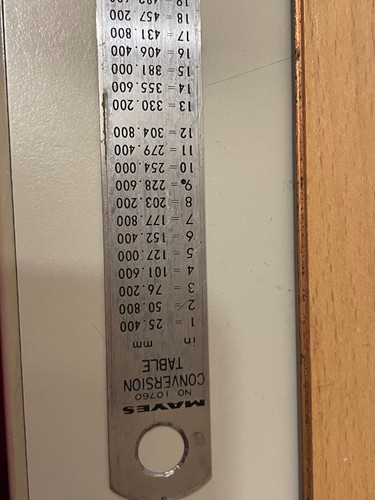 MAYES
NO. 10760
CONVERSION
TABLE
in mm
1 = 25.400
2 = 50.800
3 = 76.200
4 = 101.600
5 = 127.000
6 = 152.400
7 = 177.800
8 = 203.200
9 = 228.600
10 = 254.000
11 = 279.400
12 = 304.800
13 = 330.200
14 = 355.600
15 = 381.000
16 = 406.400
17 = 431.800
18 = 457.200